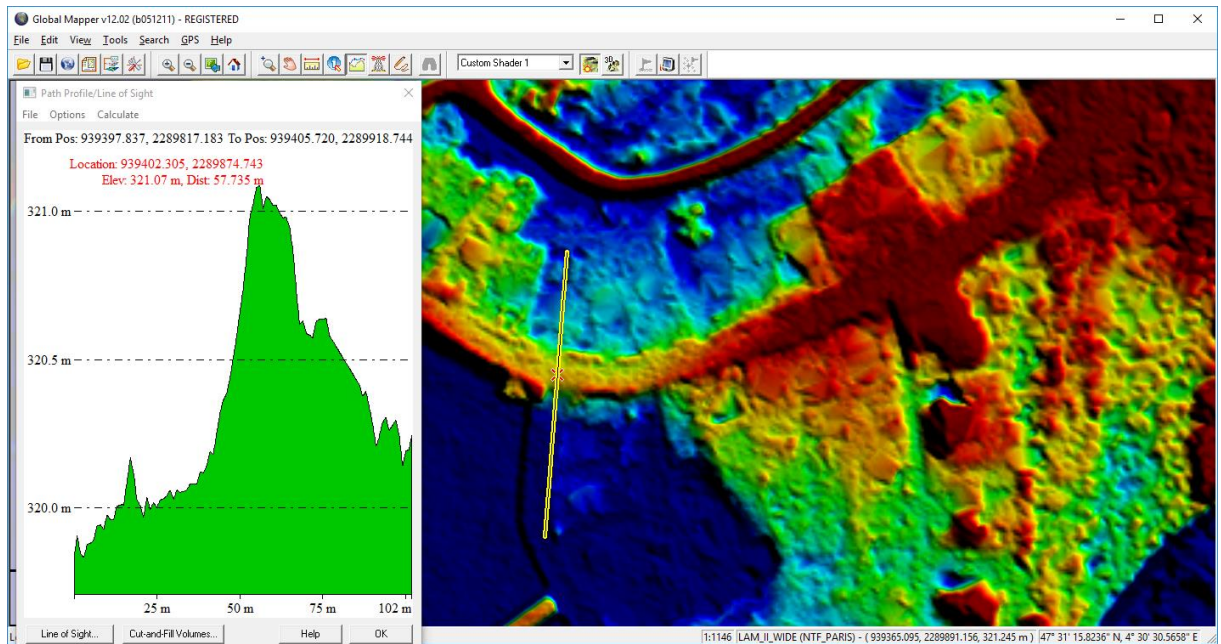 Global Mapper v12.02 (b051211) - REGISTERED
File Edit View Tools Search GPS Help
Custom Shader 1
Path Profile/Line of Sight
File Options Calculate
From Pos: 939397.837, 2289817.183 To Pos: 939405.720, 2289918.744
Location: 939402.305, 2289874.743
Elev: 321.07 m, Dist: 57.735 m
321.0 m
320.5 m
320.0 m
25 m 50 m 75 m 102 m
Line of Sight... Cut-and-Fill Volumes... Help OK
1:1146 LAM_II_WIDE (NTF_PARIS) - ( 939365.095, 2289891.156, 321.245 m ) 47° 31' 15.8236" N, 4° 30' 30.5658" E